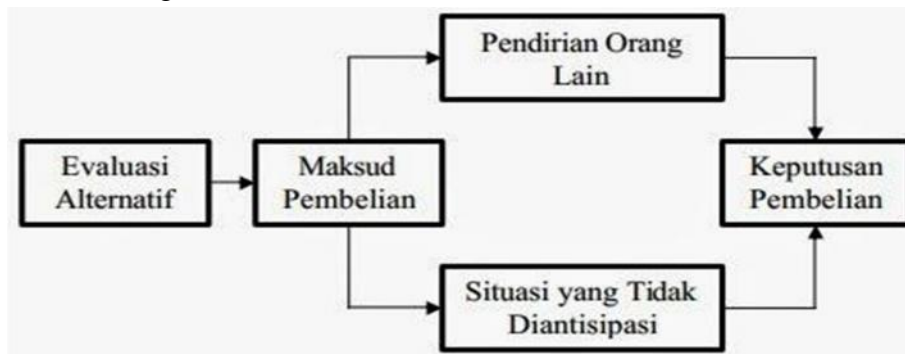 Evaluasi
Alternatif
Maksud
Pembelian
Pendirian Orang
Lain
Situasi yang Tidak
Diantisipasi
Keputusan
Pembelian